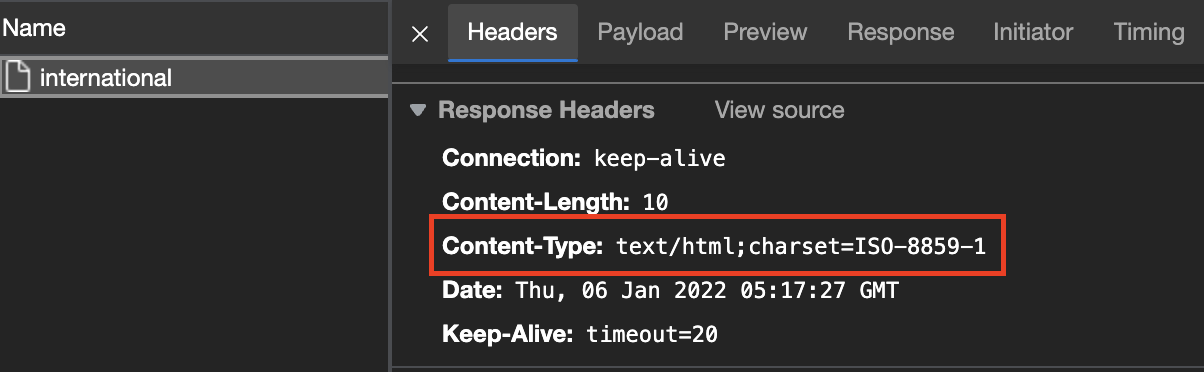 Name
international
Headers Payload Preview Response Initiator Timing
Response Headers View source
Connection: keep-alive
Content-Length: 10
Content-Type: text/html;charset=ISO-8859-1
Date: Thu, 06 Jan 2022 05:17:27 GMT
Keep-Alive: timeout=20